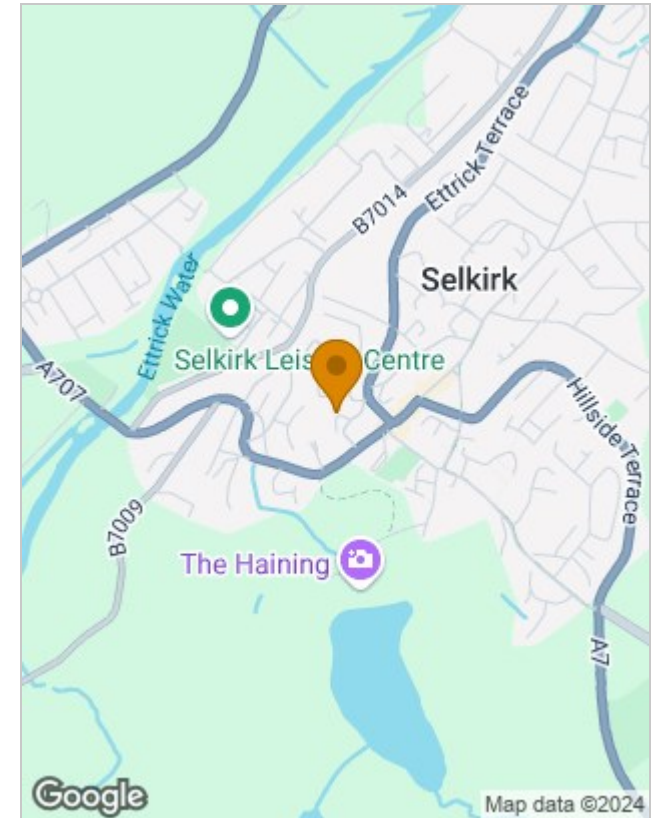 Ettrick Terrace
B7014
Selkirk
Ettrick Water
Selkirk Leis Centre
A707
Hillside Terrace
B7009
The Haining
A7
Google
Map data ©2024